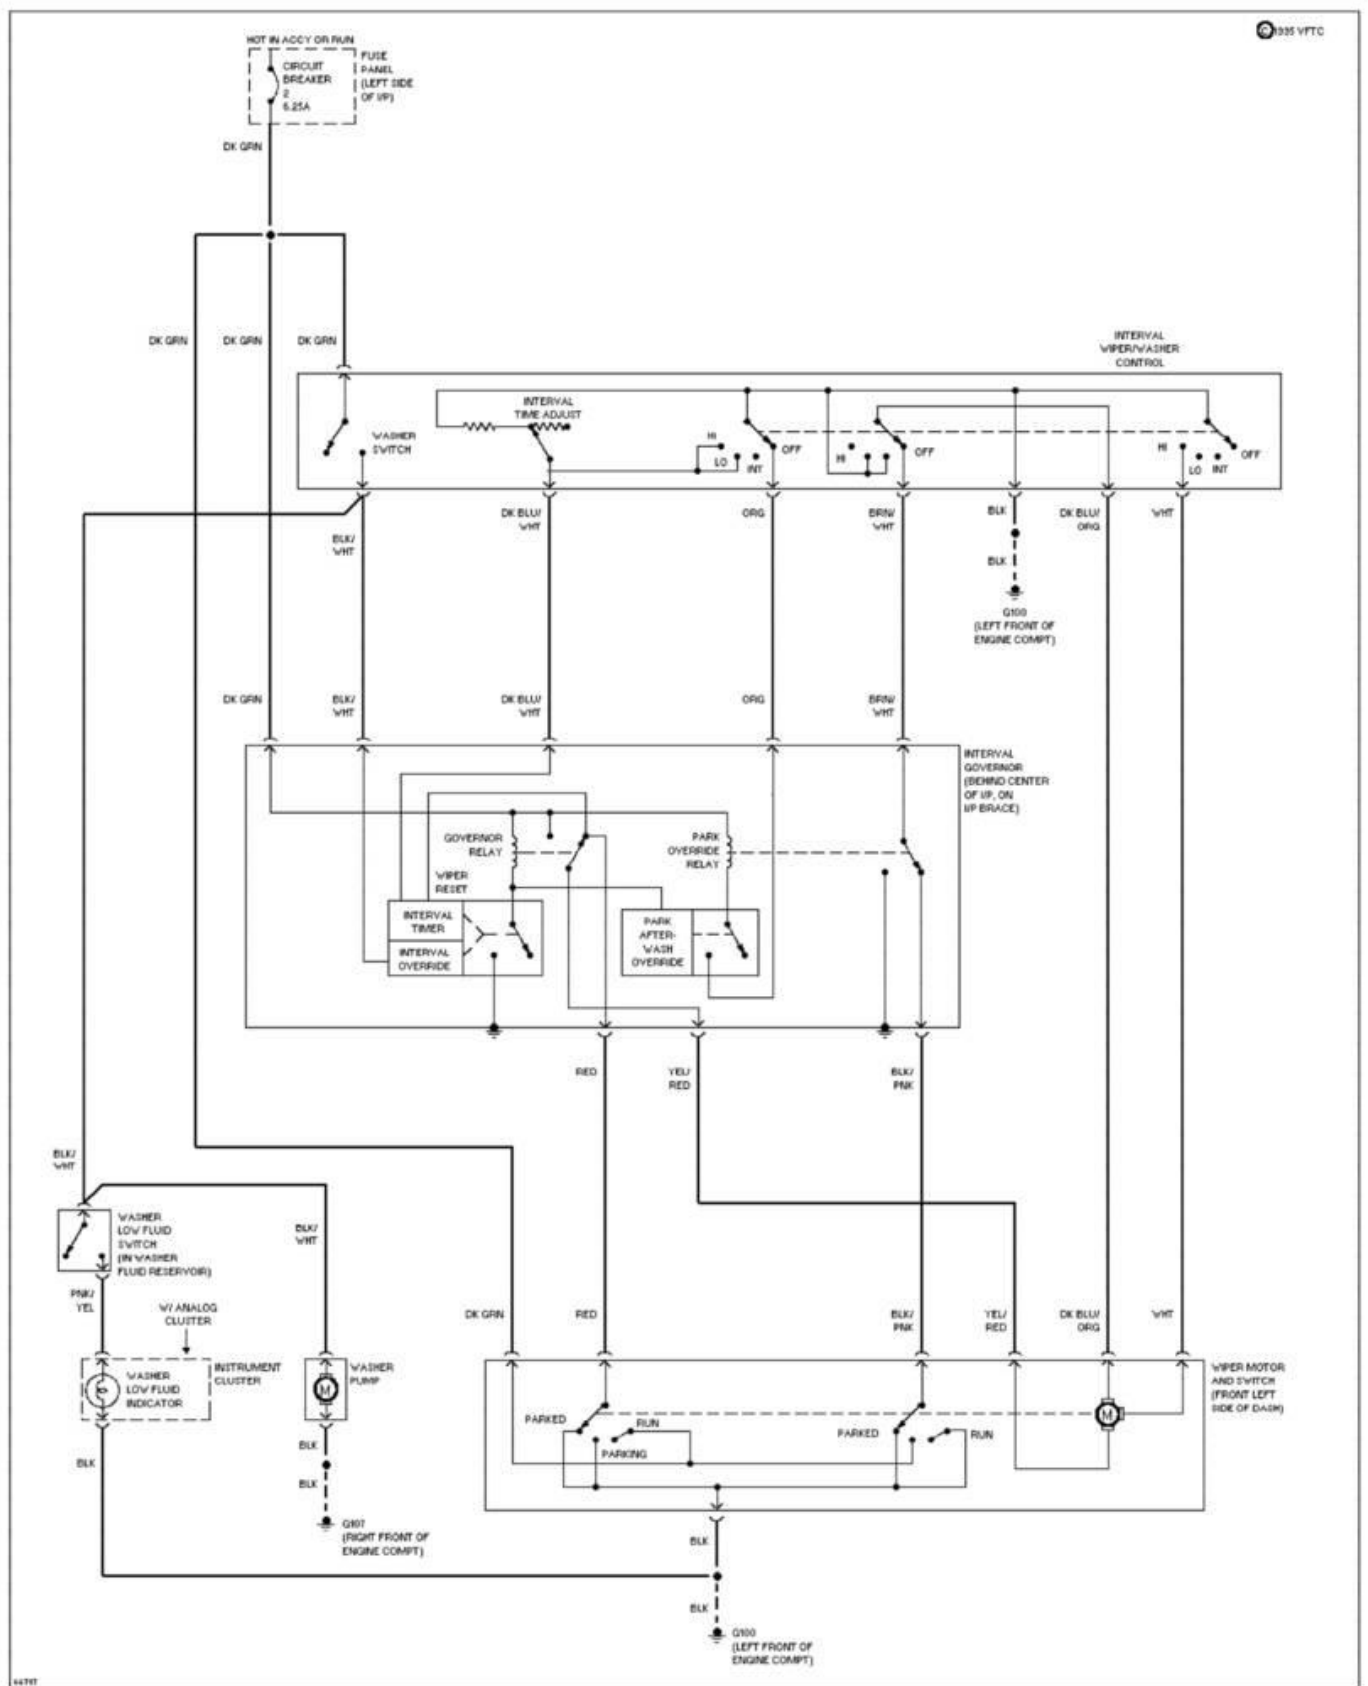 HOT IN ACCY OR RUN
©1995 VFTC
CIRCUIT
BREAKER
2
6.25A
FUSE
PANEL
(LEFT SIDE
OF I/P)
DK GRN
DK GRN
DK GRN
DK GRN
INTERVAL
WIPER/WASHER
CONTROL
WASHER
SWITCH
INTERVAL
TIME ADJUST
HI
LO
INT
OFF
HI
OFF
HI
LO
INT
OFF
BLK/
WHT
DK BLU/
WHT
ORG
BRN/
WHT
BLK
BLK
G100
(LEFT FRONT OF
ENGINE COMPT)
DK BLU/
ORG
WHT
DK GRN
BLK/
WHT
DK BLU/
WHT
ORG
BRN/
WHT
INTERVAL
GOVERNOR
(BEHIND CENTER
OF I/P, ON
I/P BRACE)
GOVERNOR
RELAY
PARK
OVERRIDE
RELAY
WIPER
RESET
INTERVAL
TIMER
INTERVAL
OVERRIDE
PARK
AFTER-
WASH
OVERRIDE
RED
YEL/
RED
BLK/
PNK
BLK/
WHT
WASHER
LOW FLUID
SWITCH
(IN WASHER
FLUID RESERVOIR)
BLK/
WHT
PNK/
YEL
W/ ANALOG
CLUSTER
DK GRN
RED
BLK/
PNK
YEL/
RED
DK BLU/
ORG
WHT
WASHER
LOW FLUID
INDICATOR
INSTRUMENT
CLUSTER
M
WASHER
PUMP
WIPER MOTOR
AND SWITCH
(FRONT LEFT
SIDE OF DASH)
PARKED
RUN
PARKING
PARKED
RUN
M
BLK
BLK
BLK
G107
(RIGHT FRONT OF
ENGINE COMPT)
BLK
BLK
G100
(LEFT FRONT OF
ENGINE COMPT)